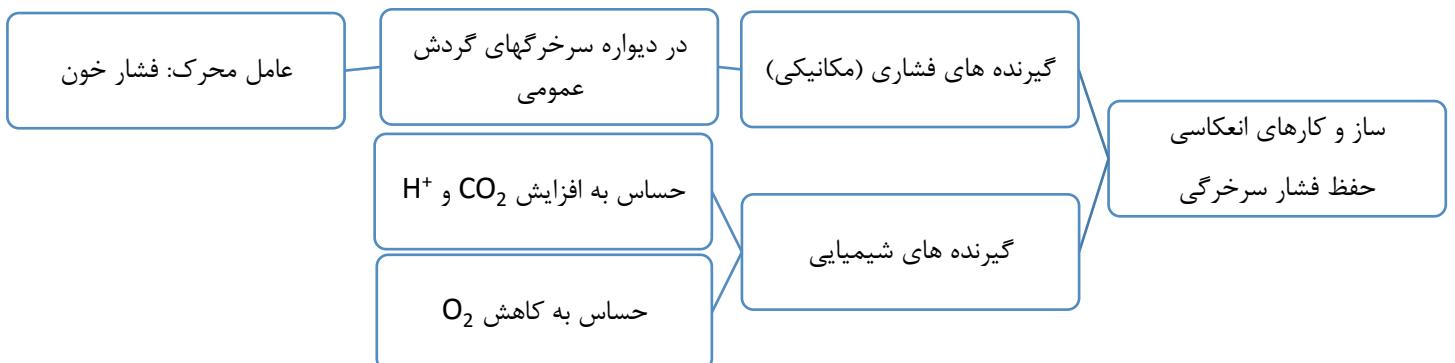 ساز و کارهای انعکاسی
حفظ فشار سرخرگی
گیرنده های فشاری (مکانیکی)
در دیواره سرخرگهای گردش
عمومی
عامل محرک: فشار خون
گیرنده های شیمیایی
حساس به افزایش CO₂ و H⁺
حساس به کاهش O₂